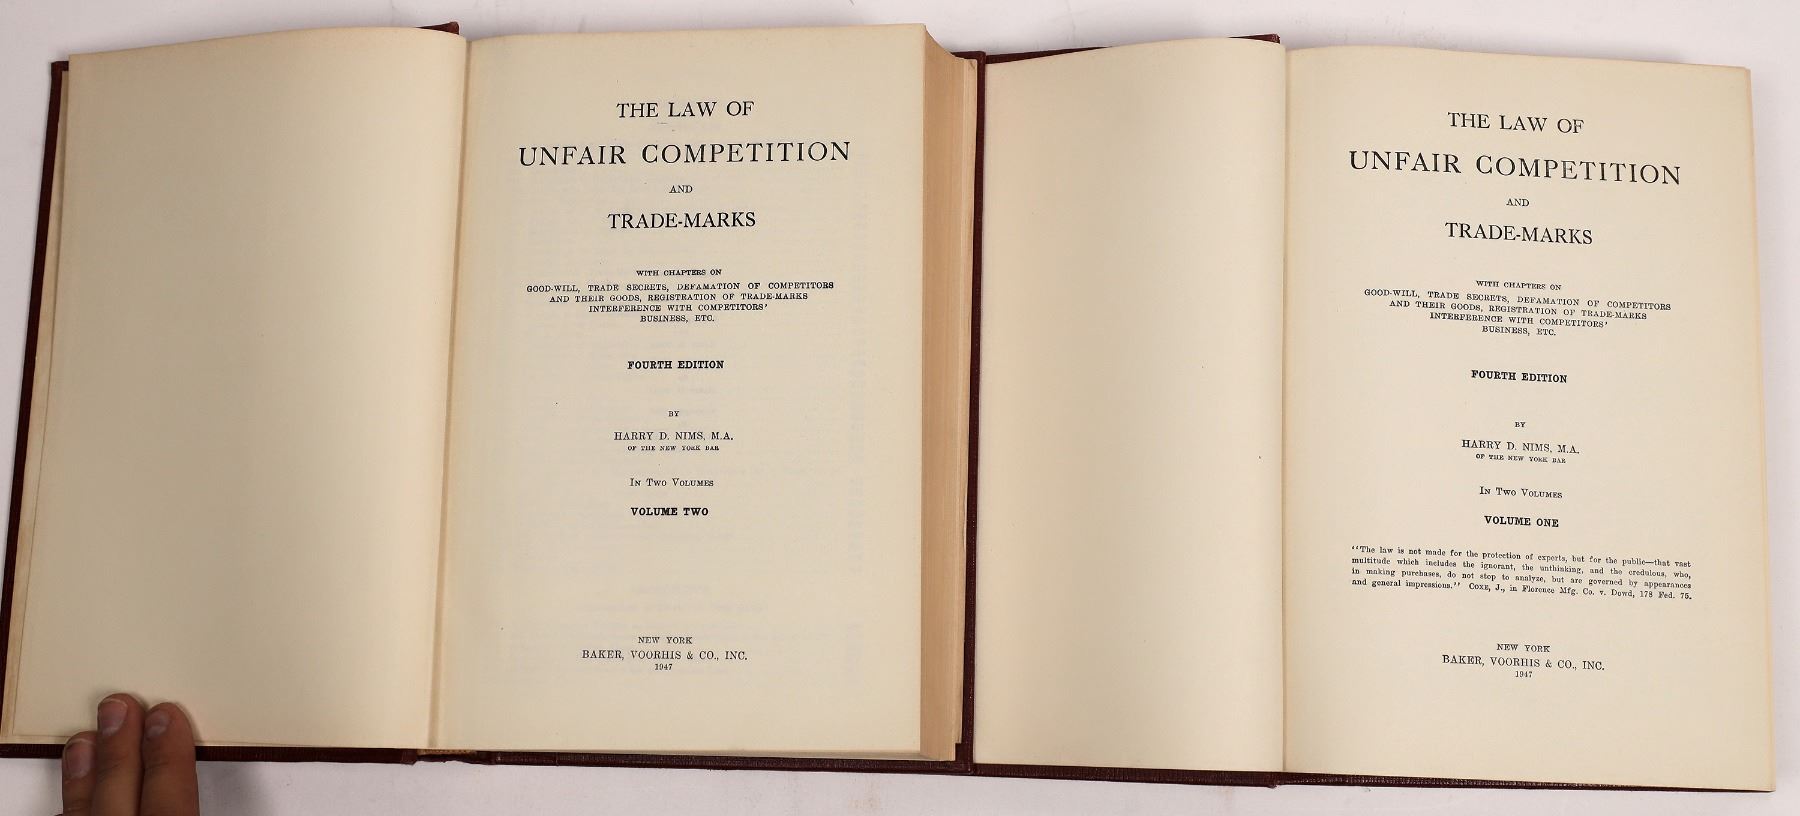 THE LAW OF
UNFAIR COMPETITION
AND
TRADE-MARKS
WITH CHAPTERS ON
GOOD-WILL, TRADE SECRETS, DEFAMATION OF COMPETITORS
AND THEIR GOODS, REGISTRATION OF TRADE-MARKS
INTERFERENCE WITH COMPETITORS'
BUSINESS, ETC.
FOURTH EDITION
BY
HARRY D. NIMS, M.A.
OF THE NEW YORK BAR
IN TWO VOLUMES
VOLUME TWO
NEW YORK
BAKER, VOORHIS & CO., INC.
1947
THE LAW OF
UNFAIR COMPETITION
AND
TRADE-MARKS
WITH CHAPTERS ON
GOOD-WILL, TRADE SECRETS, DEFAMATION OF COMPETITORS
AND THEIR GOODS, REGISTRATION OF TRADE-MARKS
INTERFERENCE WITH COMPETITORS'
BUSINESS, ETC.
FOURTH EDITION
BY
HARRY D. NIMS, M.A.
OF THE NEW YORK BAR
IN TWO VOLUMES
VOLUME ONE
"The law is not made for the protection of experts, but for the public—that vast
multitude which includes the ignorant, the unthinking, and the credulous, who,
in making purchases, do not stop to analyze, but are governed by appearances
and general impressions." COXE, J., in Florence Mfg. Co. v. Dowd, 178 Fed. 75.
NEW YORK
BAKER, VOORHIS & CO., INC.
1947